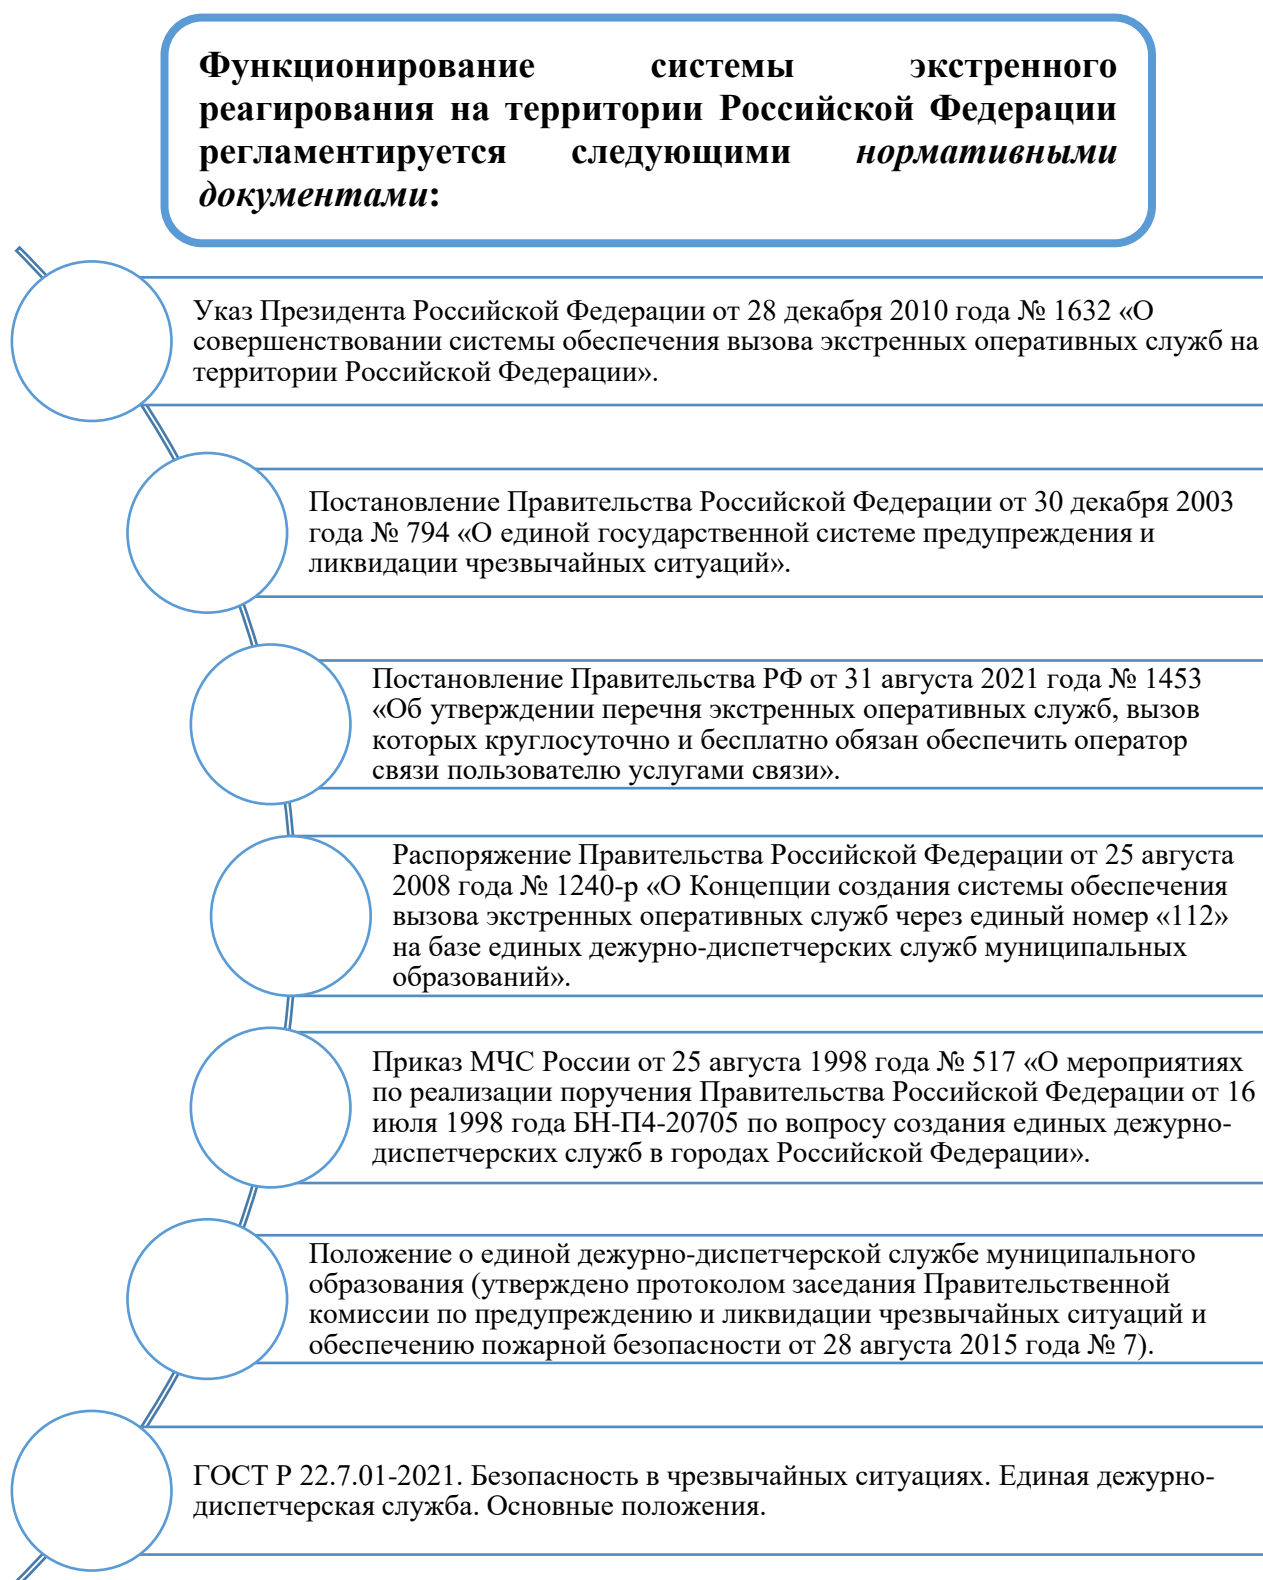 Функционирование системы экстренного
реагирования на территории Российской Федерации
регламентируется следующими нормативными
документами:
Указ Президента Российской Федерации от 28 декабря 2010 года № 1632 «О
совершенствовании системы обеспечения вызова экстренных оперативных служб на
территории Российской Федерации».
Постановление Правительства Российской Федерации от 30 декабря 2003
года № 794 «О единой государственной системе предупреждения и
ликвидации чрезвычайных ситуаций».
Постановление Правительства РФ от 31 августа 2021 года № 1453
«Об утверждении перечня экстренных оперативных служб, вызов
которых круглосуточно и бесплатно обязан обеспечить оператор
связи пользователю услугами связи».
Распоряжение Правительства Российской Федерации от 25 августа
2008 года № 1240-р «О Концепции создания системы обеспечения
вызова экстренных оперативных служб через единый номер «112»
на базе единых дежурно-диспетчерских служб муниципальных
образований».
Приказ МЧС России от 25 августа 1998 года № 517 «О мероприятиях
по реализации поручения Правительства Российской Федерации от 16
июля 1998 года БН-П4-20705 по вопросу создания единых дежурно-
диспетчерских служб в городах Российской Федерации».
Положение о единой дежурно-диспетчерской службе муниципального
образования (утверждено протоколом заседания Правительственной
комиссии по предупреждению и ликвидации чрезвычайных ситуаций и
обеспечению пожарной безопасности от 28 августа 2015 года № 7).
ГОСТ Р 22.7.01-2021. Безопасность в чрезвычайных ситуациях. Единая дежурно-
диспетчерская служба. Основные положения.